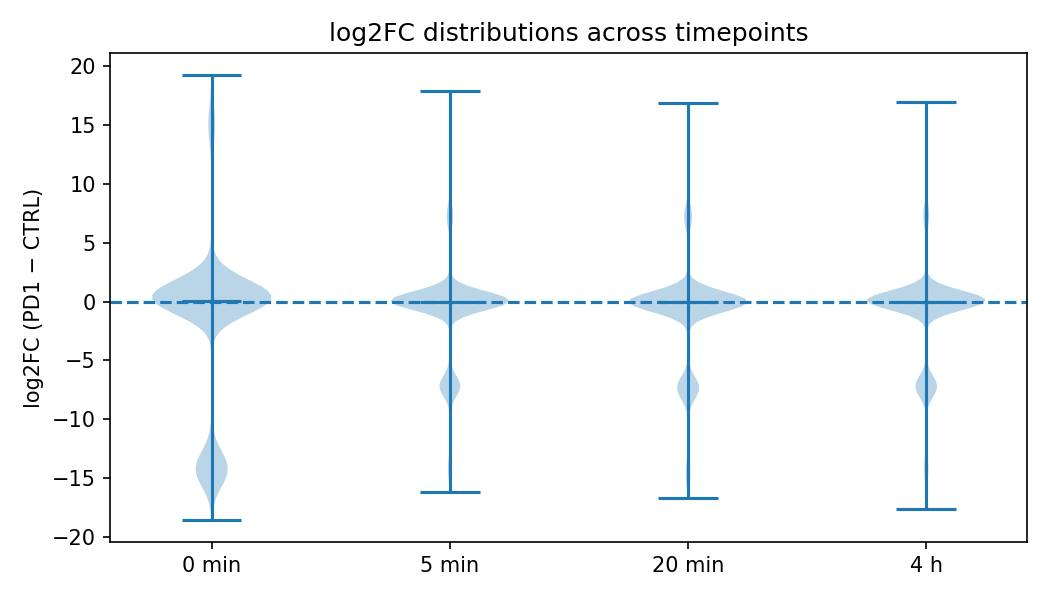 log2FC distributions across timepoints
log2FC (PD1 − CTRL)
20
15
10
5
0
−5
−10
−15
−20
0 min
5 min
20 min
4 h